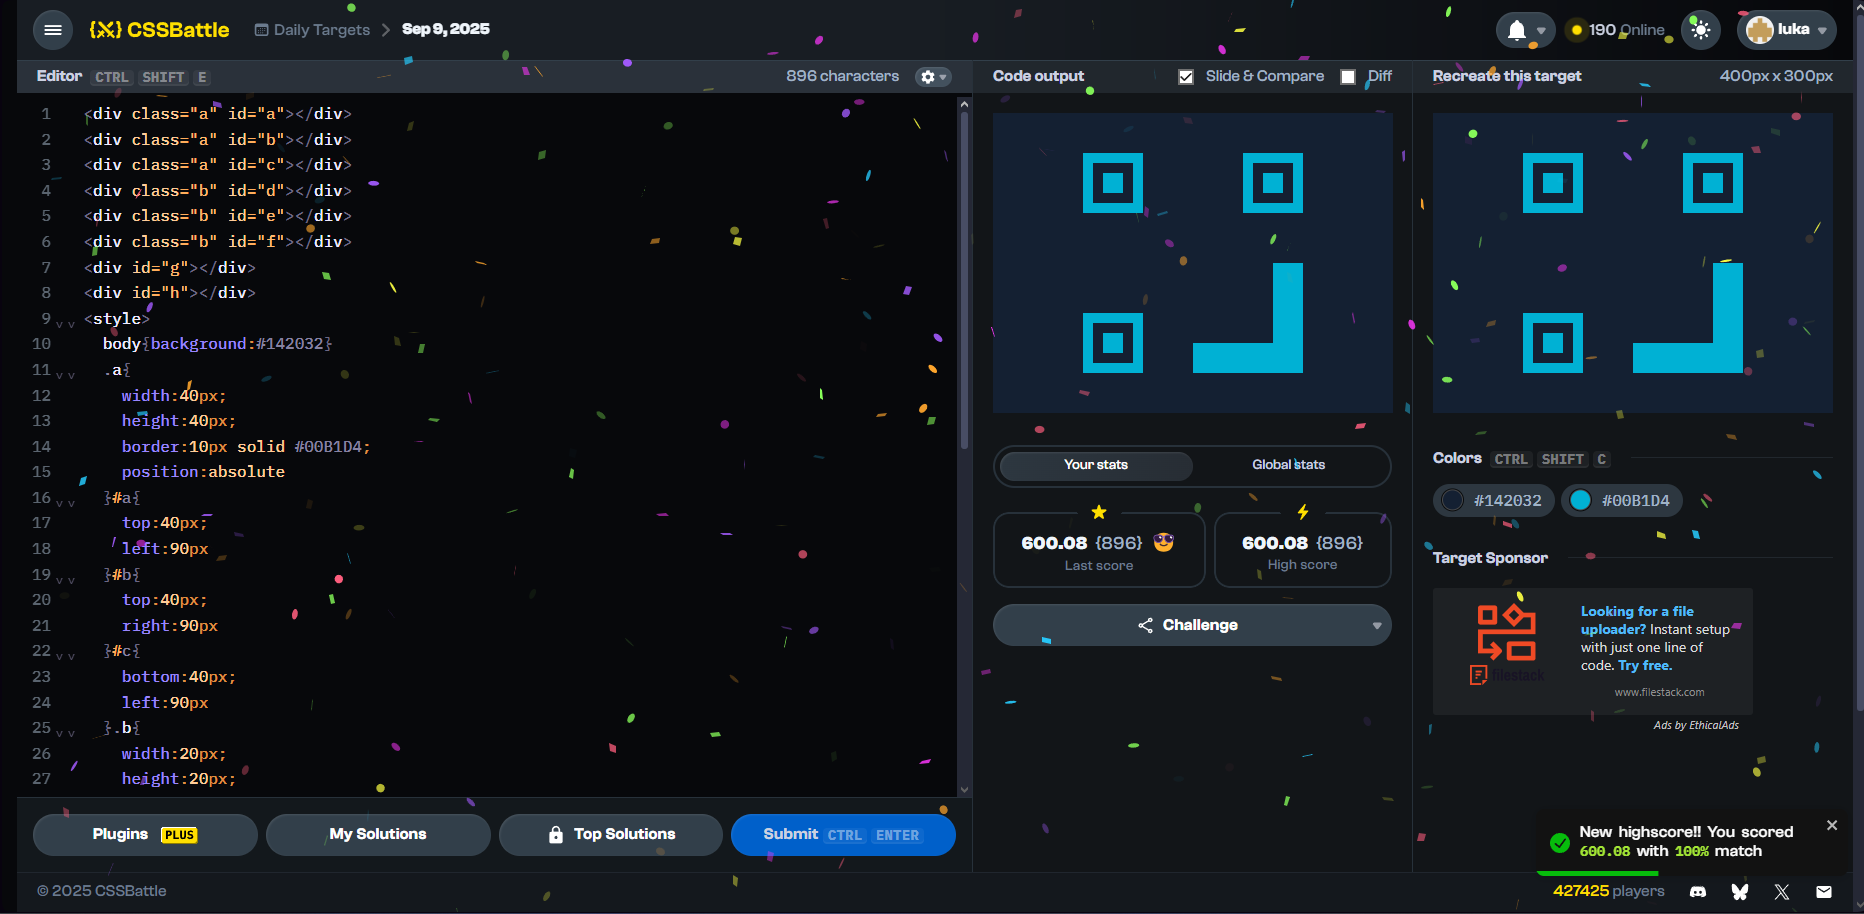 CSSBattle
Daily Targets
Sep 9, 2025
190 Online
luka
Editor CTRL SHIFT E
896 characters
1 <div class="a" id="a"></div>
2 <div class="a" id="b"></div>
3 <div class="a" id="c"></div>
4 <div class="b" id="d"></div>
5 <div class="b" id="e"></div>
6 <div class="b" id="f"></div>
7 <div id="g"></div>
8 <div id="h"></div>
9 <style>
10 body{background:#142032}
11 .a{
12 width:40px;
13 height:40px;
14 border:10px solid #00B1D4;
15 position:absolute
16 }#a{
17 top:40px;
18 left:90px
19 }#b{
20 top:40px;
21 right:90px
22 }#c{
23 bottom:40px;
24 left:90px
25 }.b{
26 width:20px;
27 height:20px;
Plugins PLUS
My Solutions
Top Solutions
Submit CTRL ENTER
© 2025 CSSBattle
Code output
Slide & Compare
Diff
Your stats
Global stats
600.08 {896}
Last score
600.08 {896}
High score
Challenge
Recreate this target
400px x 300px
Colors CTRL SHIFT C
#142032
#00B1D4
Target Sponsor
filestack
Looking for a file
uploader? Instant setup
with just one line of
code. Try free.
www.filestack.com
Ads by EthicalAds
New highscore!! You scored
600.08 with 100% match
427425 players